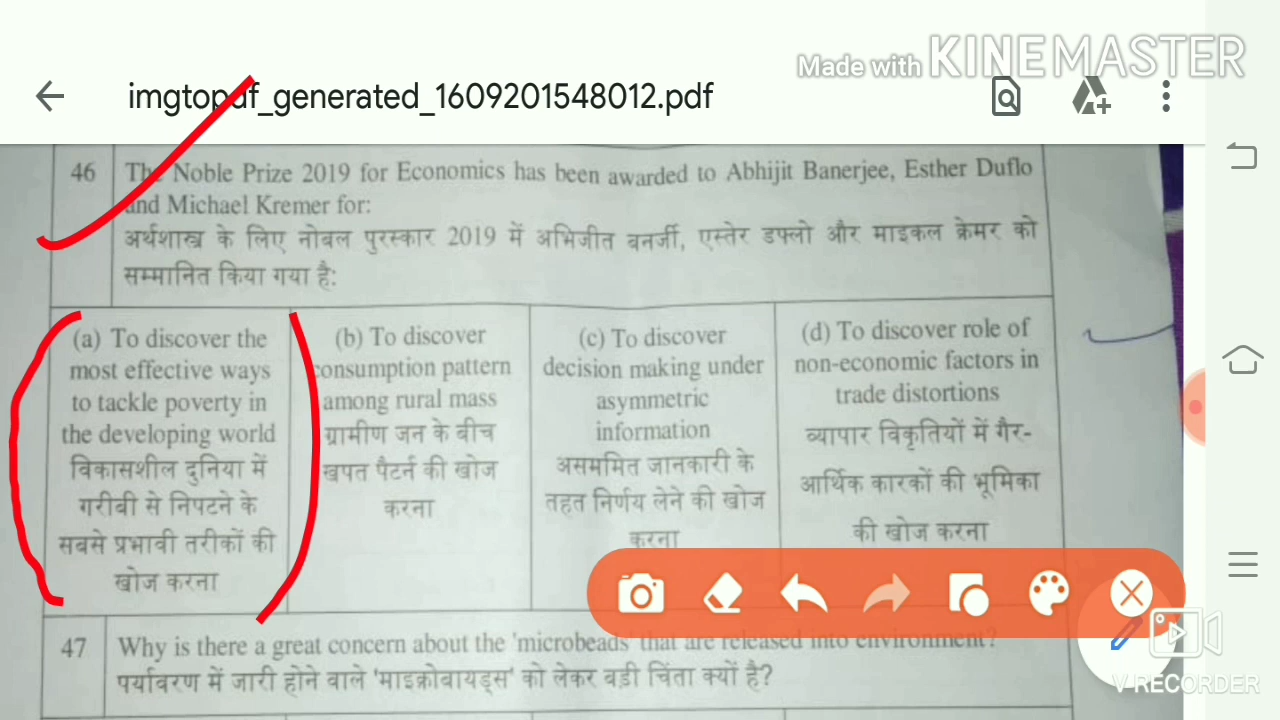 Made with KINEMASTER
imgtopdf_generated_1609201548012.pdf
46 The Noble Prize 2019 for Economics has been awarded to Abhijit Banerjee, Esther Duflo
and Michael Kremer for:
अर्थशास्त्र के लिए नोबल पुरस्कार 2019 में अभिजीत बनर्जी, एस्तेर डफ्लो और माइकल क्रेमर को
सम्मानित किया गया है:
(a) To discover the
most effective ways
to tackle poverty in
the developing world
विकासशील दुनिया में
गरीबी से निपटने के
सबसे प्रभावी तरीकों की
खोज करना
(b) To discover
consumption pattern
among rural mass
ग्रामीण जन के बीच
खपत पैटर्न की खोज
करना
(c) To discover
decision making under
asymmetric
information
असममित जानकारी के
तहत निर्णय लेने की खोज
करना
(d) To discover role of
non-economic factors in
trade distortions
व्यापार विकृतियों में गैर-
आर्थिक कारकों की भूमिका
की खोज करना
47 Why is there a great concern about the 'microbeads' that are released into environment?
पर्यावरण में जारी होने वाले 'माइक्रोबायड्स' को लेकर बड़ी चिंता क्यों है?
V RECORDER